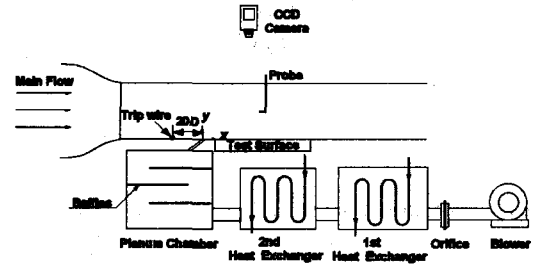 CCD
Camera
Probe
Main Flow
Trip wire
20D
y
x
Test Surface
Baffles
Plenum Chamber
2nd
Heat Exchanger
1st
Heat Exchanger
Orifice
Blower